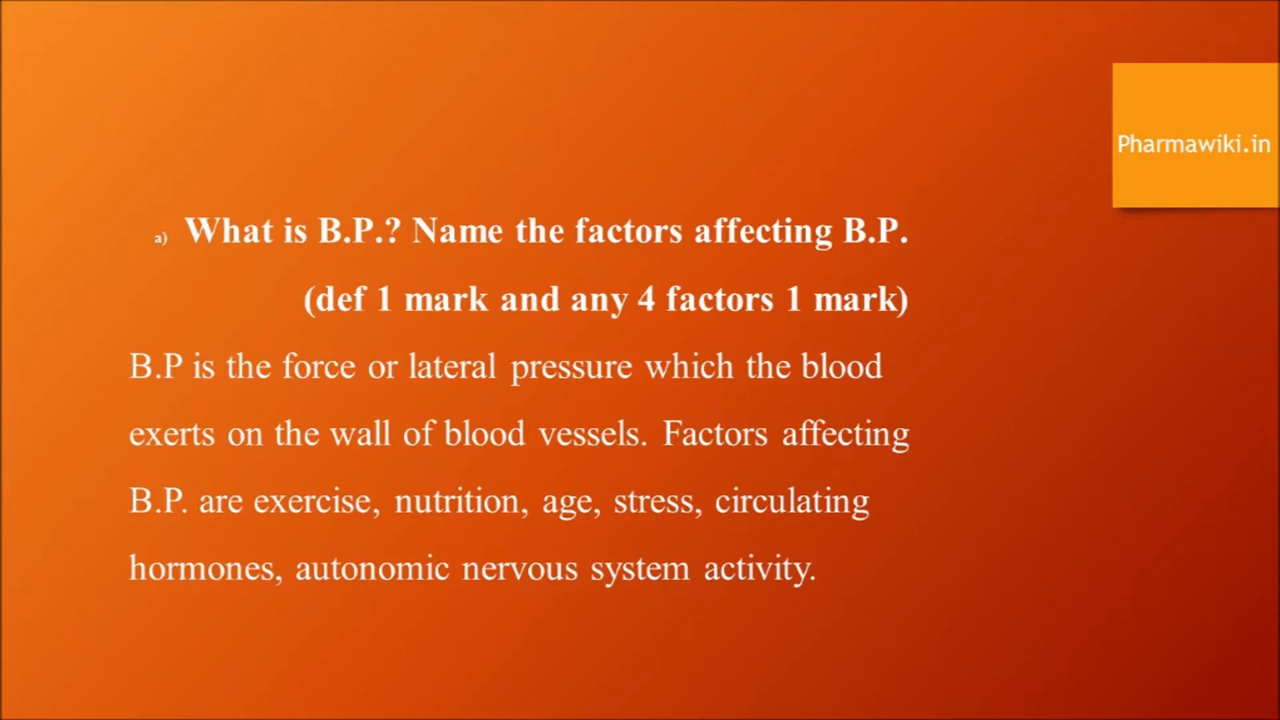 Pharmawiki.in
a) What is B.P.? Name the factors affecting B.P.
(def 1 mark and any 4 factors 1 mark)
B.P is the force or lateral pressure which the blood
exerts on the wall of blood vessels. Factors affecting
B.P. are exercise, nutrition, age, stress, circulating
hormones, autonomic nervous system activity.